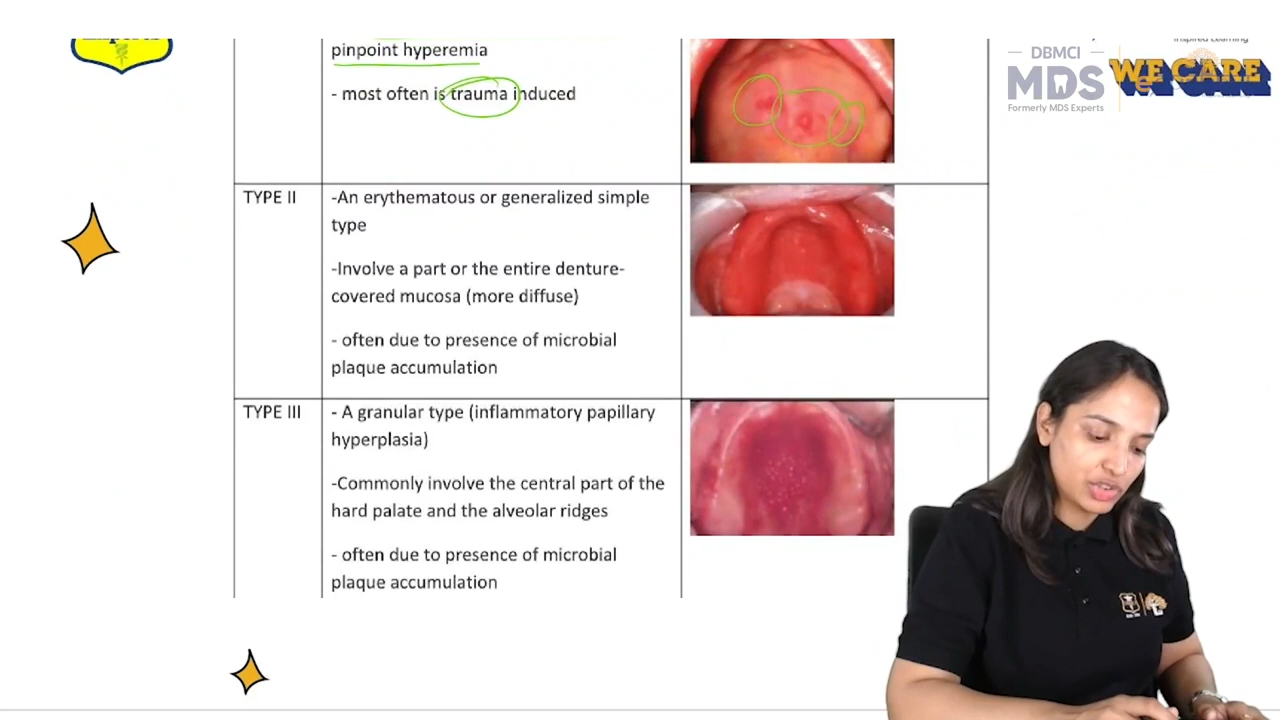 pinpoint hyperemia
- most often is trauma induced
TYPE II
-An erythematous or generalized simple
type
-Involve a part or the entire denture-
covered mucosa (more diffuse)
- often due to presence of microbial
plaque accumulation
TYPE III
- A granular type (inflammatory papillary
hyperplasia)
-Commonly involve the central part of the
hard palate and the alveolar ridges
- often due to presence of microbial
plaque accumulation
DBMCI
MDS
Formerly MDS Experts
Inspired Learning
WE CARE